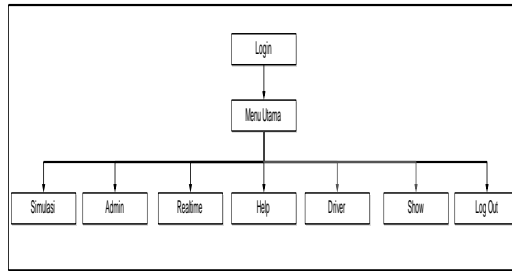 Login
Menu Utama
Simulasi
Admin
Realtime
Help
Driver
Show
Log Out